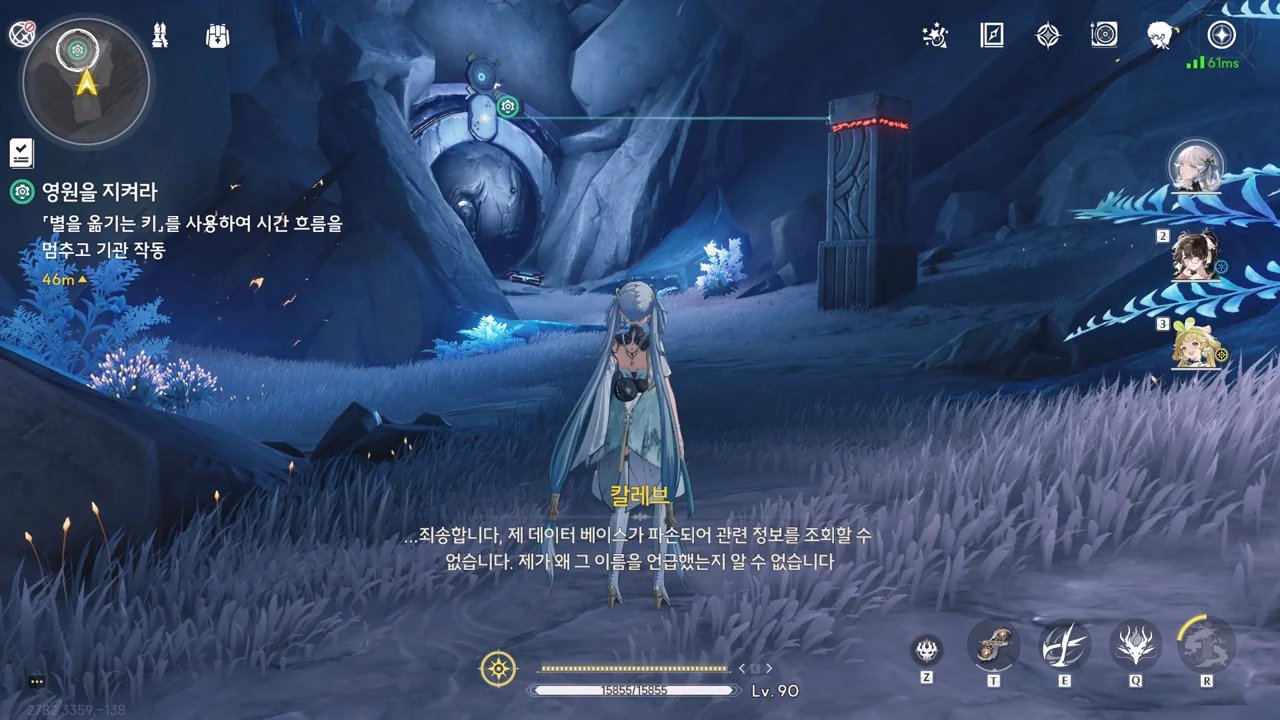 61ms
영원을 지켜라
「별을 옮기는 키」를 사용하여 시간 흐름을
멈추고 기관 작동
46m
2
3
칼레브
...죄송합니다, 제 데이터 베이스가 파손되어 관련 정보를 조회할 수
없습니다. 제가 왜 그 이름을 언급했는지 알 수 없습니다
15855/15855
Lv. 90
Z
T
E
Q
R
2782,3359,-138